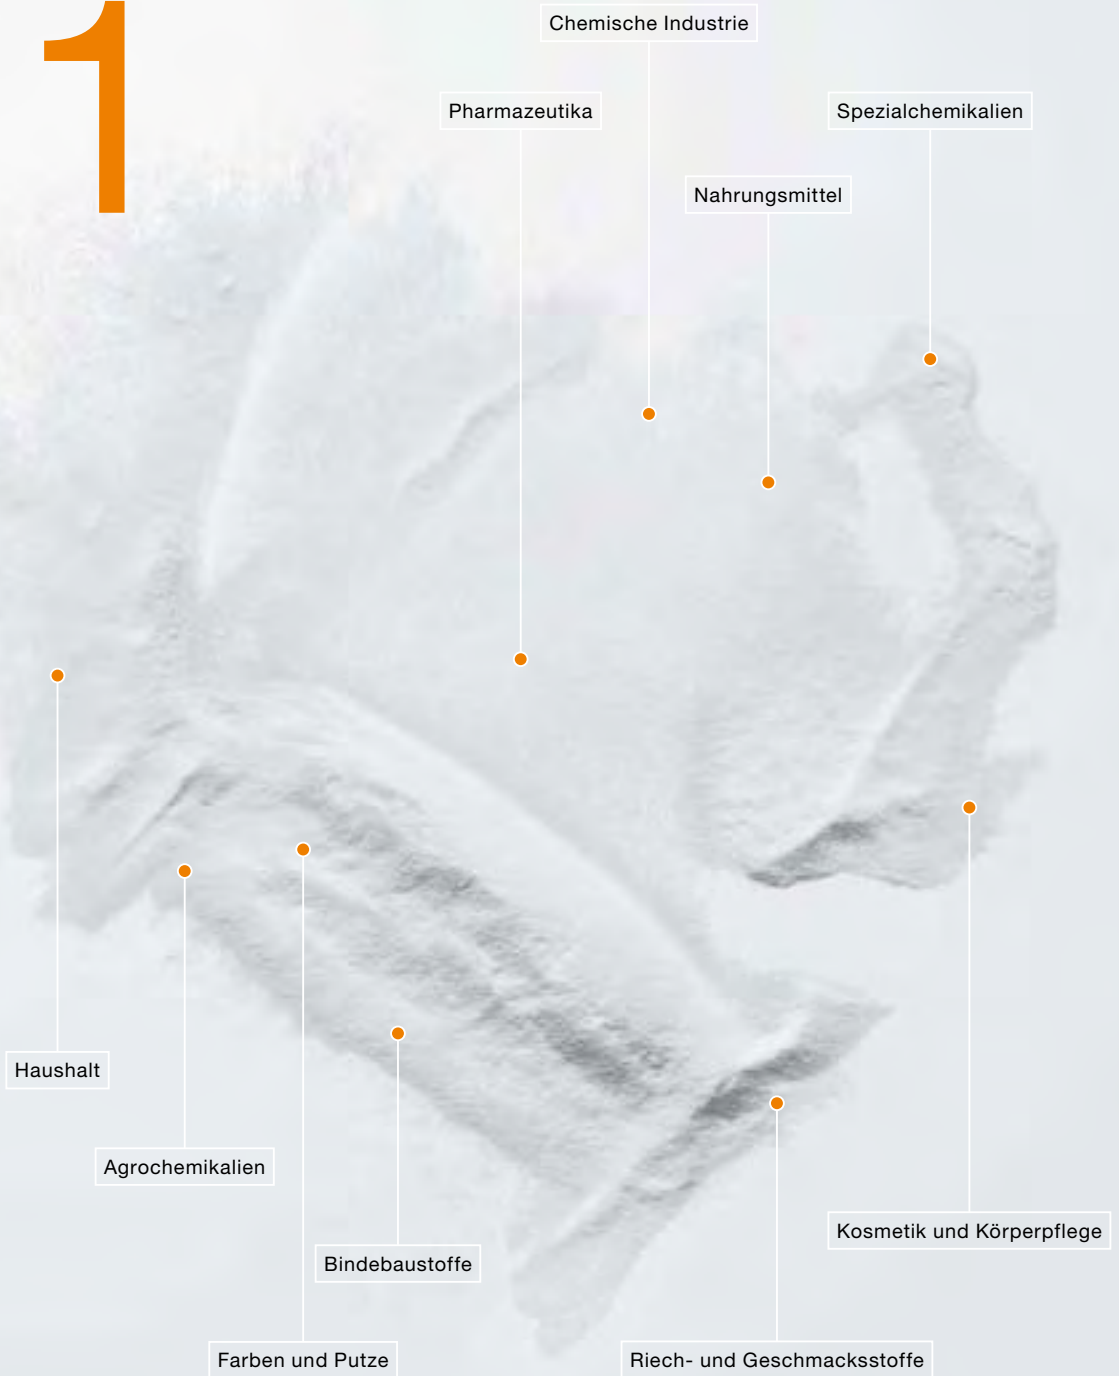 1
Chemische Industrie
Pharmazeutika
Spezialchemikalien
Nahrungsmittel
Haushalt
Agrochemikalien
Kosmetik und Körperpflege
Bindebaustoffe
Farben und Putze
Riech- und Geschmacksstoffe